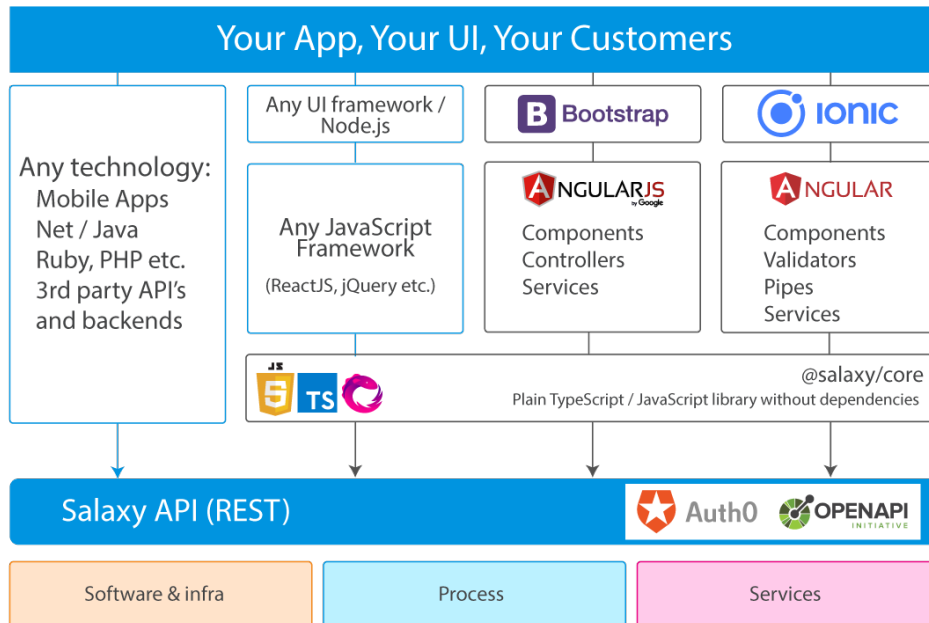 Your App, Your UI, Your Customers
Any technology:
Mobile Apps
Net / Java
Ruby, PHP etc.
3rd party API's
and backends
Any UI framework /
Node.js
Any JavaScript
Framework
(ReactJS, jQuery etc.)
B Bootstrap
ANGULARJS
by Google
Components
Controllers
Services
IONIC
ANGULAR
Components
Validators
Pipes
Services
JS
5
TS
@salaxy/core
Plain TypeScript / JavaScript library without dependencies
Salaxy API (REST)
Auth0
OPENAPI
INITIATIVE
Software & infra
Process
Services